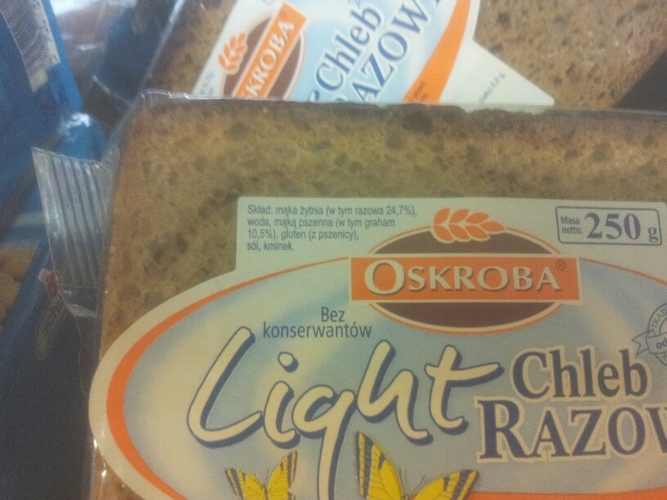 KROBA
Chleb
RAZOW
Skład: mąka żytnia (w tym razowa 24,7%),
woda, mąka pszenna (w tym graham
10,5%), gluten (z pszenicy),
sól, kminek.
Masa
netto:
250 g
OSKROBA®
Bez
konserwantów
Light
Chleb
RAZOW